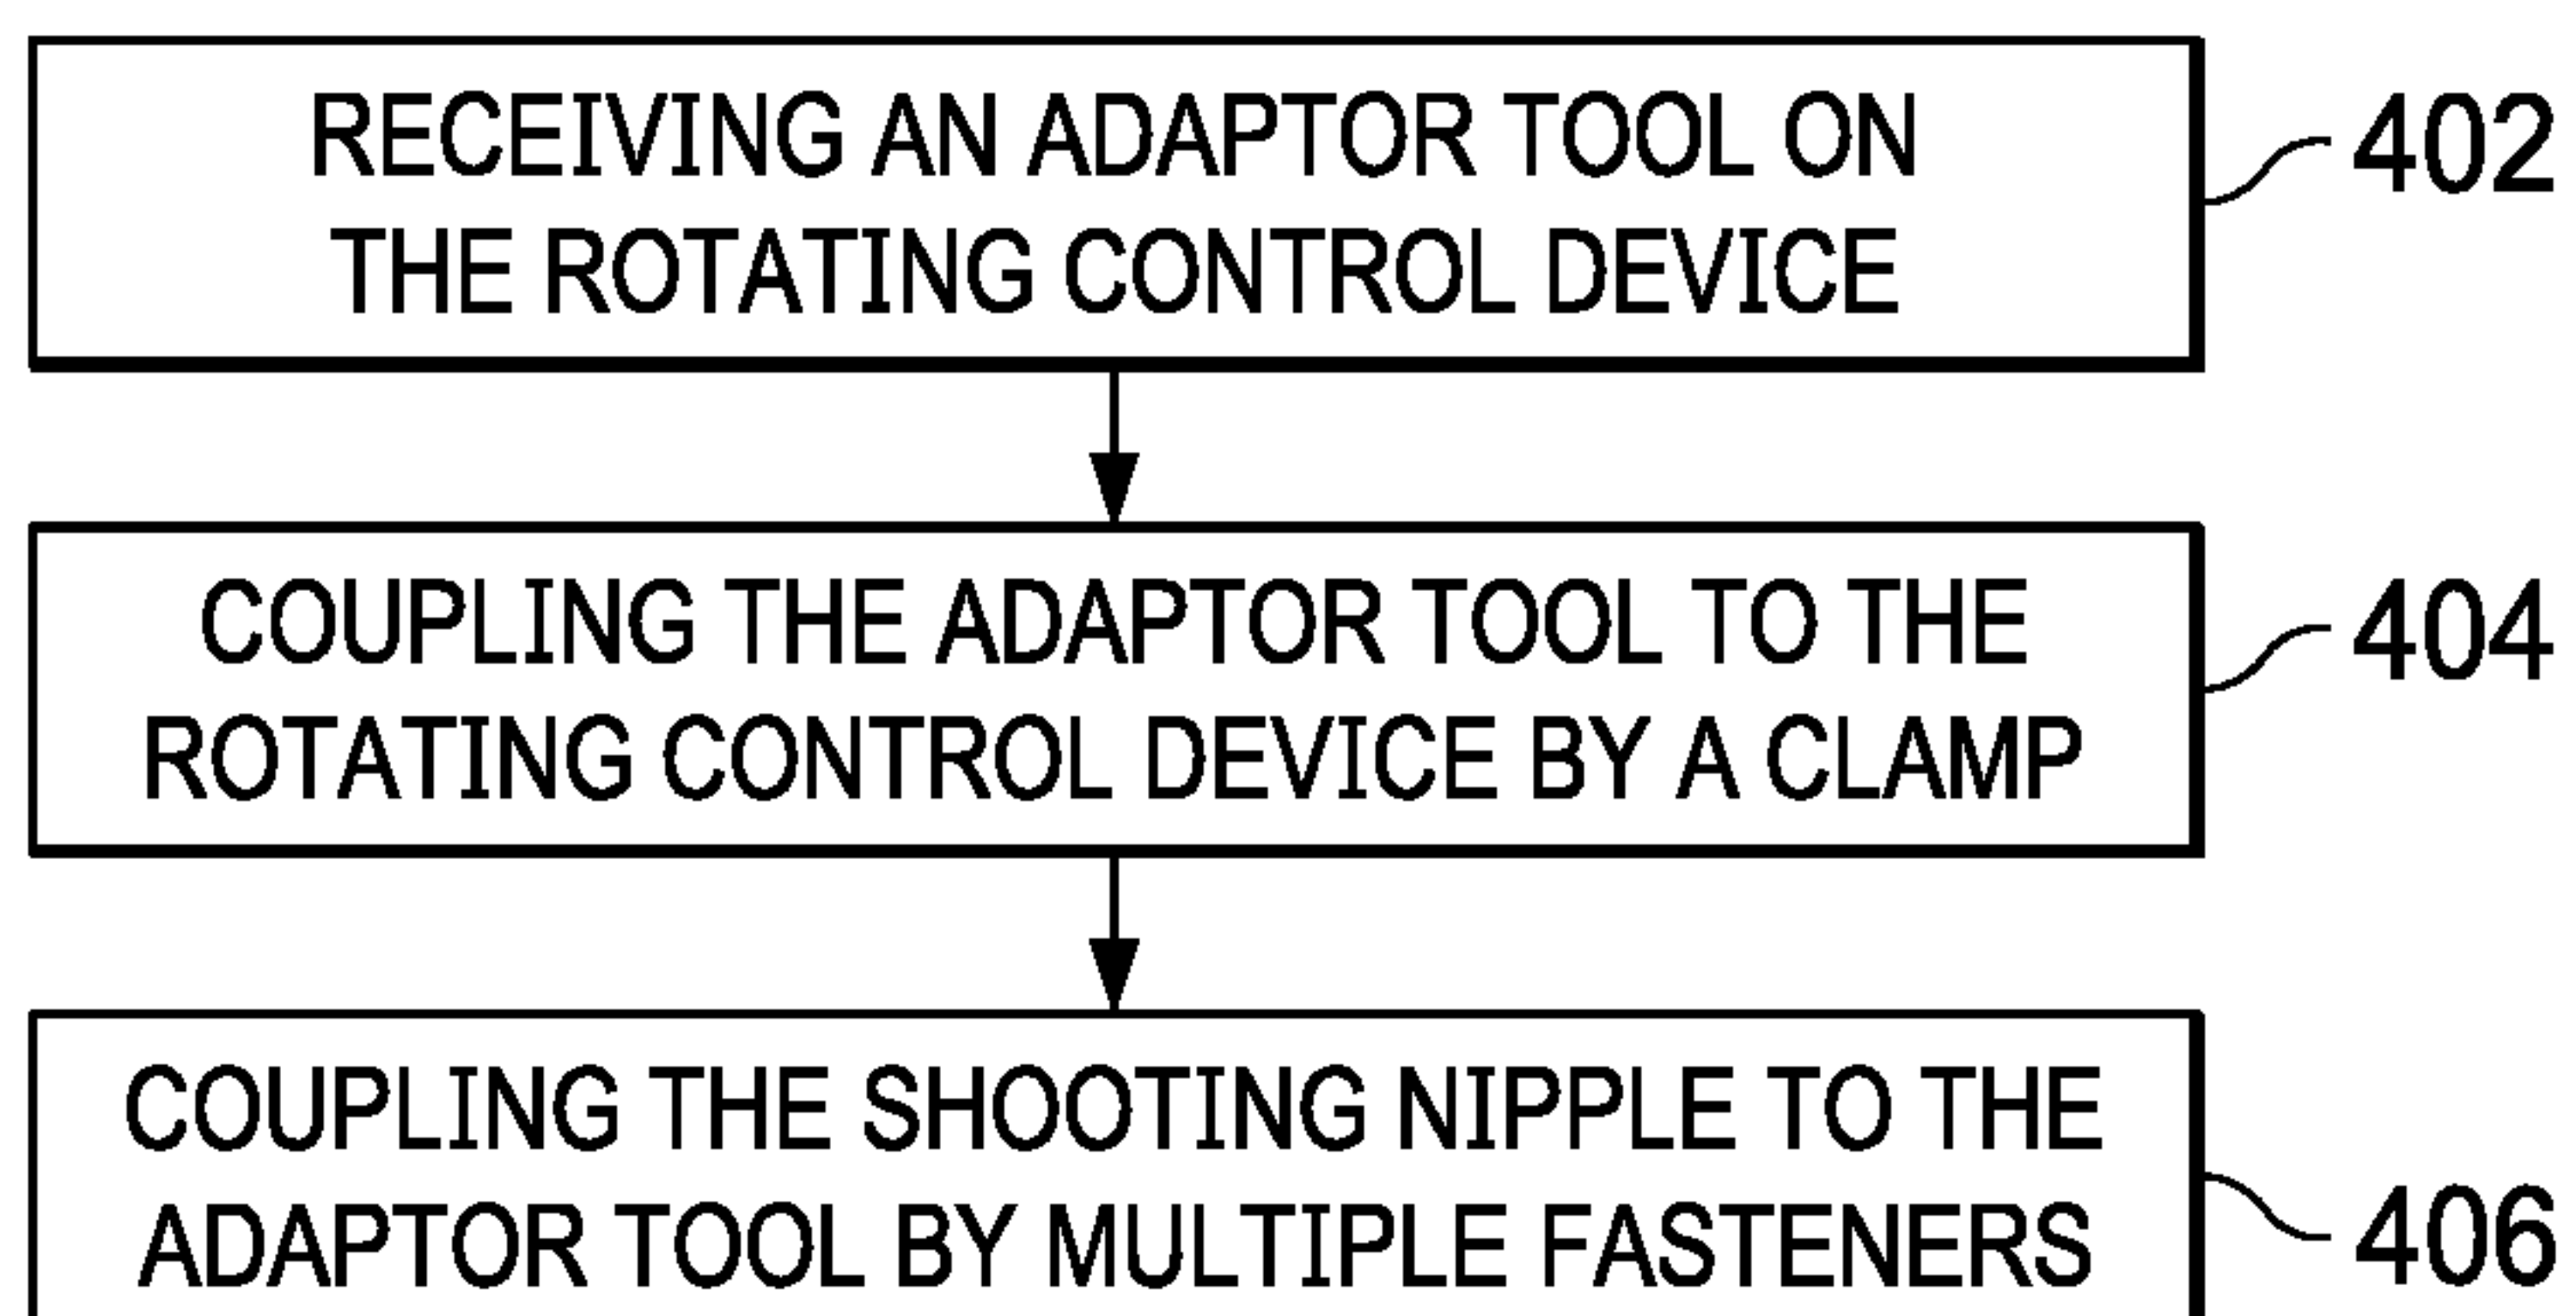 RECEIVING AN ADAPTOR TOOL ON
THE ROTATING CONTROL DEVICE
402
COUPLING THE ADAPTOR TOOL TO THE
ROTATING CONTROL DEVICE BY A CLAMP
404
COUPLING THE SHOOTING NIPPLE TO THE
ADAPTOR TOOL BY MULTIPLE FASTENERS
406